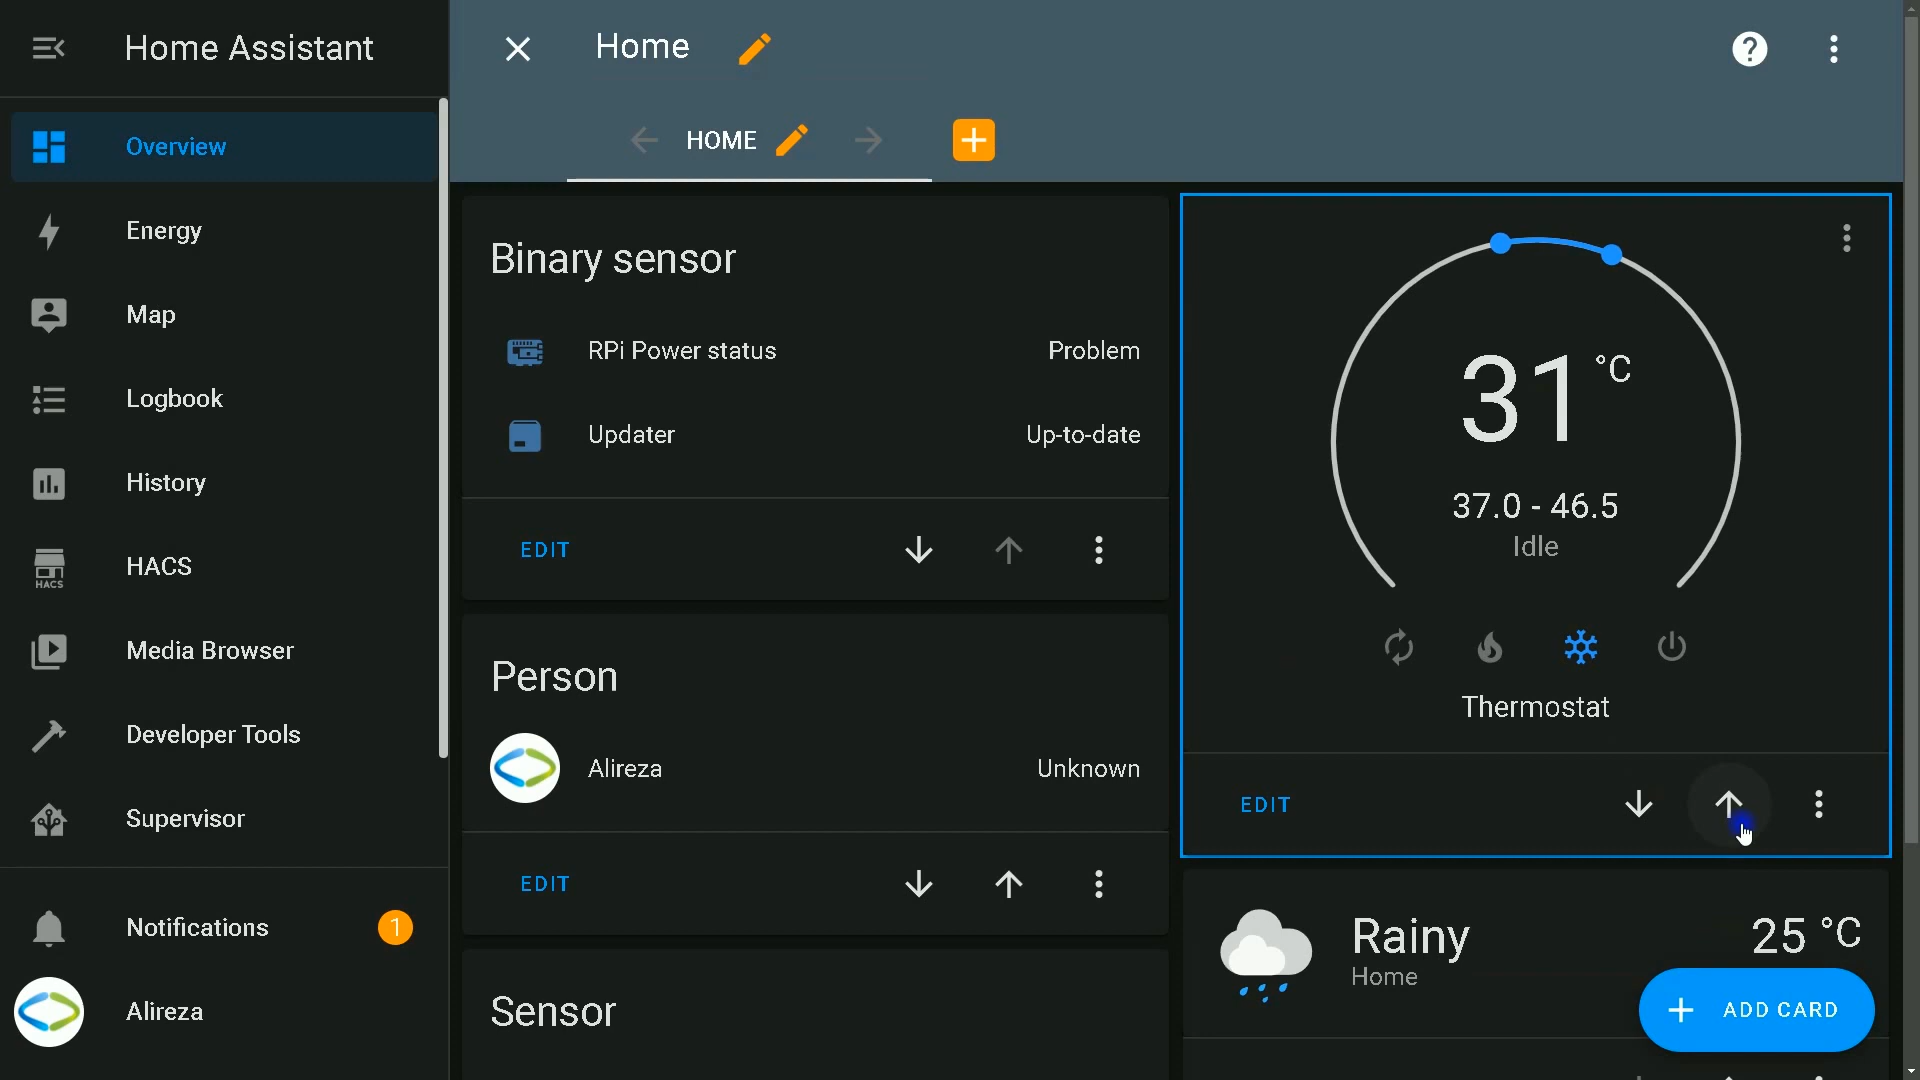 Home Assistant
Overview
Energy
Map
Logbook
History
HACS
HACS
Media Browser
Developer Tools
Supervisor
Notifications 1
Alireza
Home
HOME
Binary sensor
RPi Power status Problem
Updater Up-to-date
EDIT
Person
Alireza Unknown
EDIT
Sensor
31 °C
37.0 - 46.5
Idle
Thermostat
EDIT
Rainy 25 °C
Home
ADD CARD